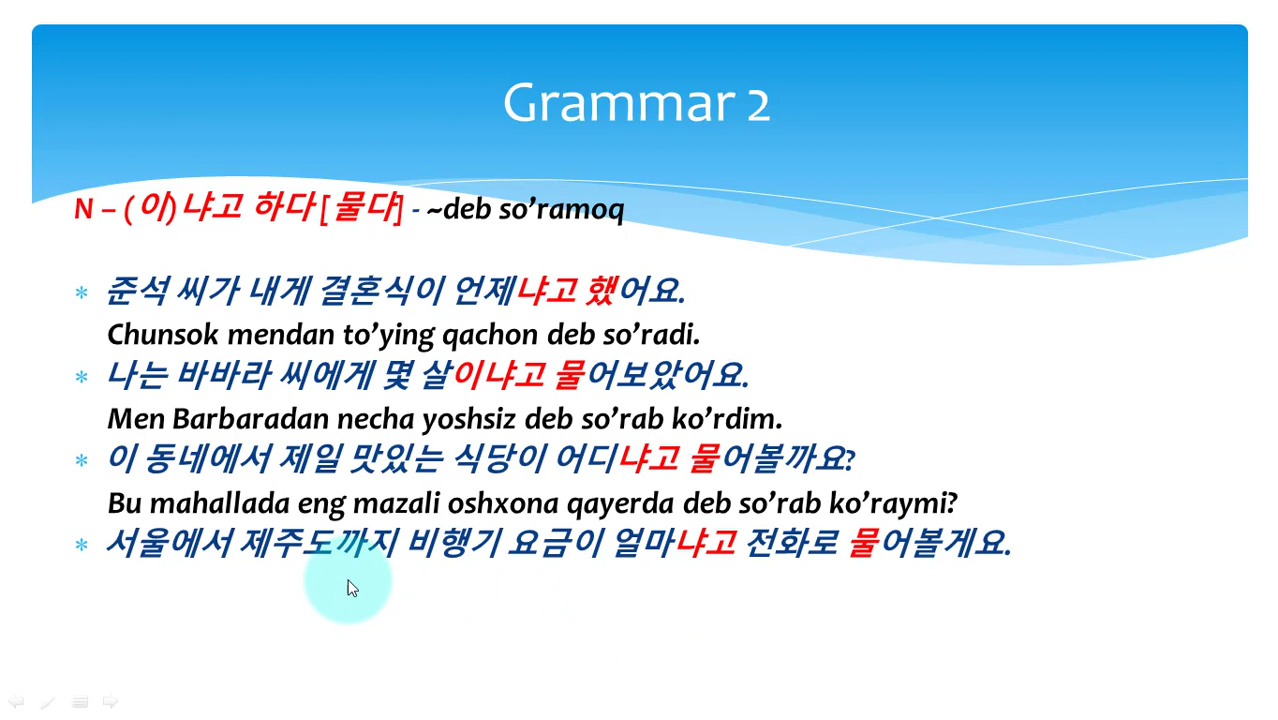 Grammar 2
N – (이)냐고 하다[물댜] - ~deb so’ramoq
준석 씨가 내게 결혼식이 언제냐고 했어요.
Chunsok mendan to’ying qachon deb so’radi.
나는 바바라 씨에게 몇 살이냐고 물어보았어요.
Men Barbaradan necha yoshsiz deb so’rab ko’rdim.
이 동네에서 제일 맛있는 식당이 어디냐고 물어볼까요?
Bu mahallada eng mazali oshxona qayerda deb so’rab ko’raymi?
서울에서 제주도까지 비행기 요금이 얼마냐고 전화로 물어볼게요.